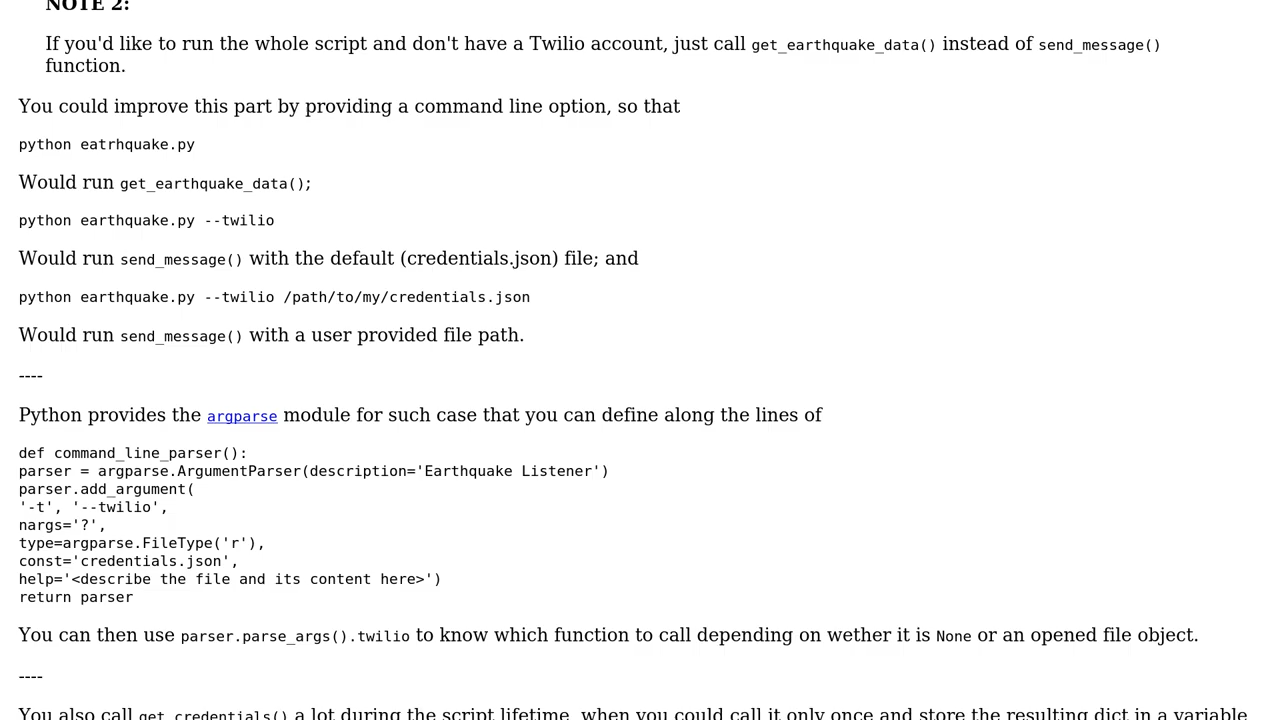 NOTE 2:
If you'd like to run the whole script and don't have a Twilio account, just call get_earthquake_data() instead of send_message()
function.
You could improve this part by providing a command line option, so that
python eatrhquake.py
Would run get_earthquake_data();
python earthquake.py --twilio
Would run send_message() with the default (credentials.json) file; and
python earthquake.py --twilio /path/to/my/credentials.json
Would run send_message() with a user provided file path.
----
Python provides the argparse module for such case that you can define along the lines of
def command_line_parser():
parser = argparse.ArgumentParser(description='Earthquake Listener')
parser.add_argument(
'-t', '--twilio',
nargs='?',
type=argparse.FileType('r'),
const='credentials.json',
help='<describe the file and its content here>')
return parser
You can then use parser.parse_args().twilio to know which function to call depending on wether it is None or an opened file object.
----
You also call get_credentials() a lot during the script lifetime, when you could call it only once and store the resulting dict in a variable